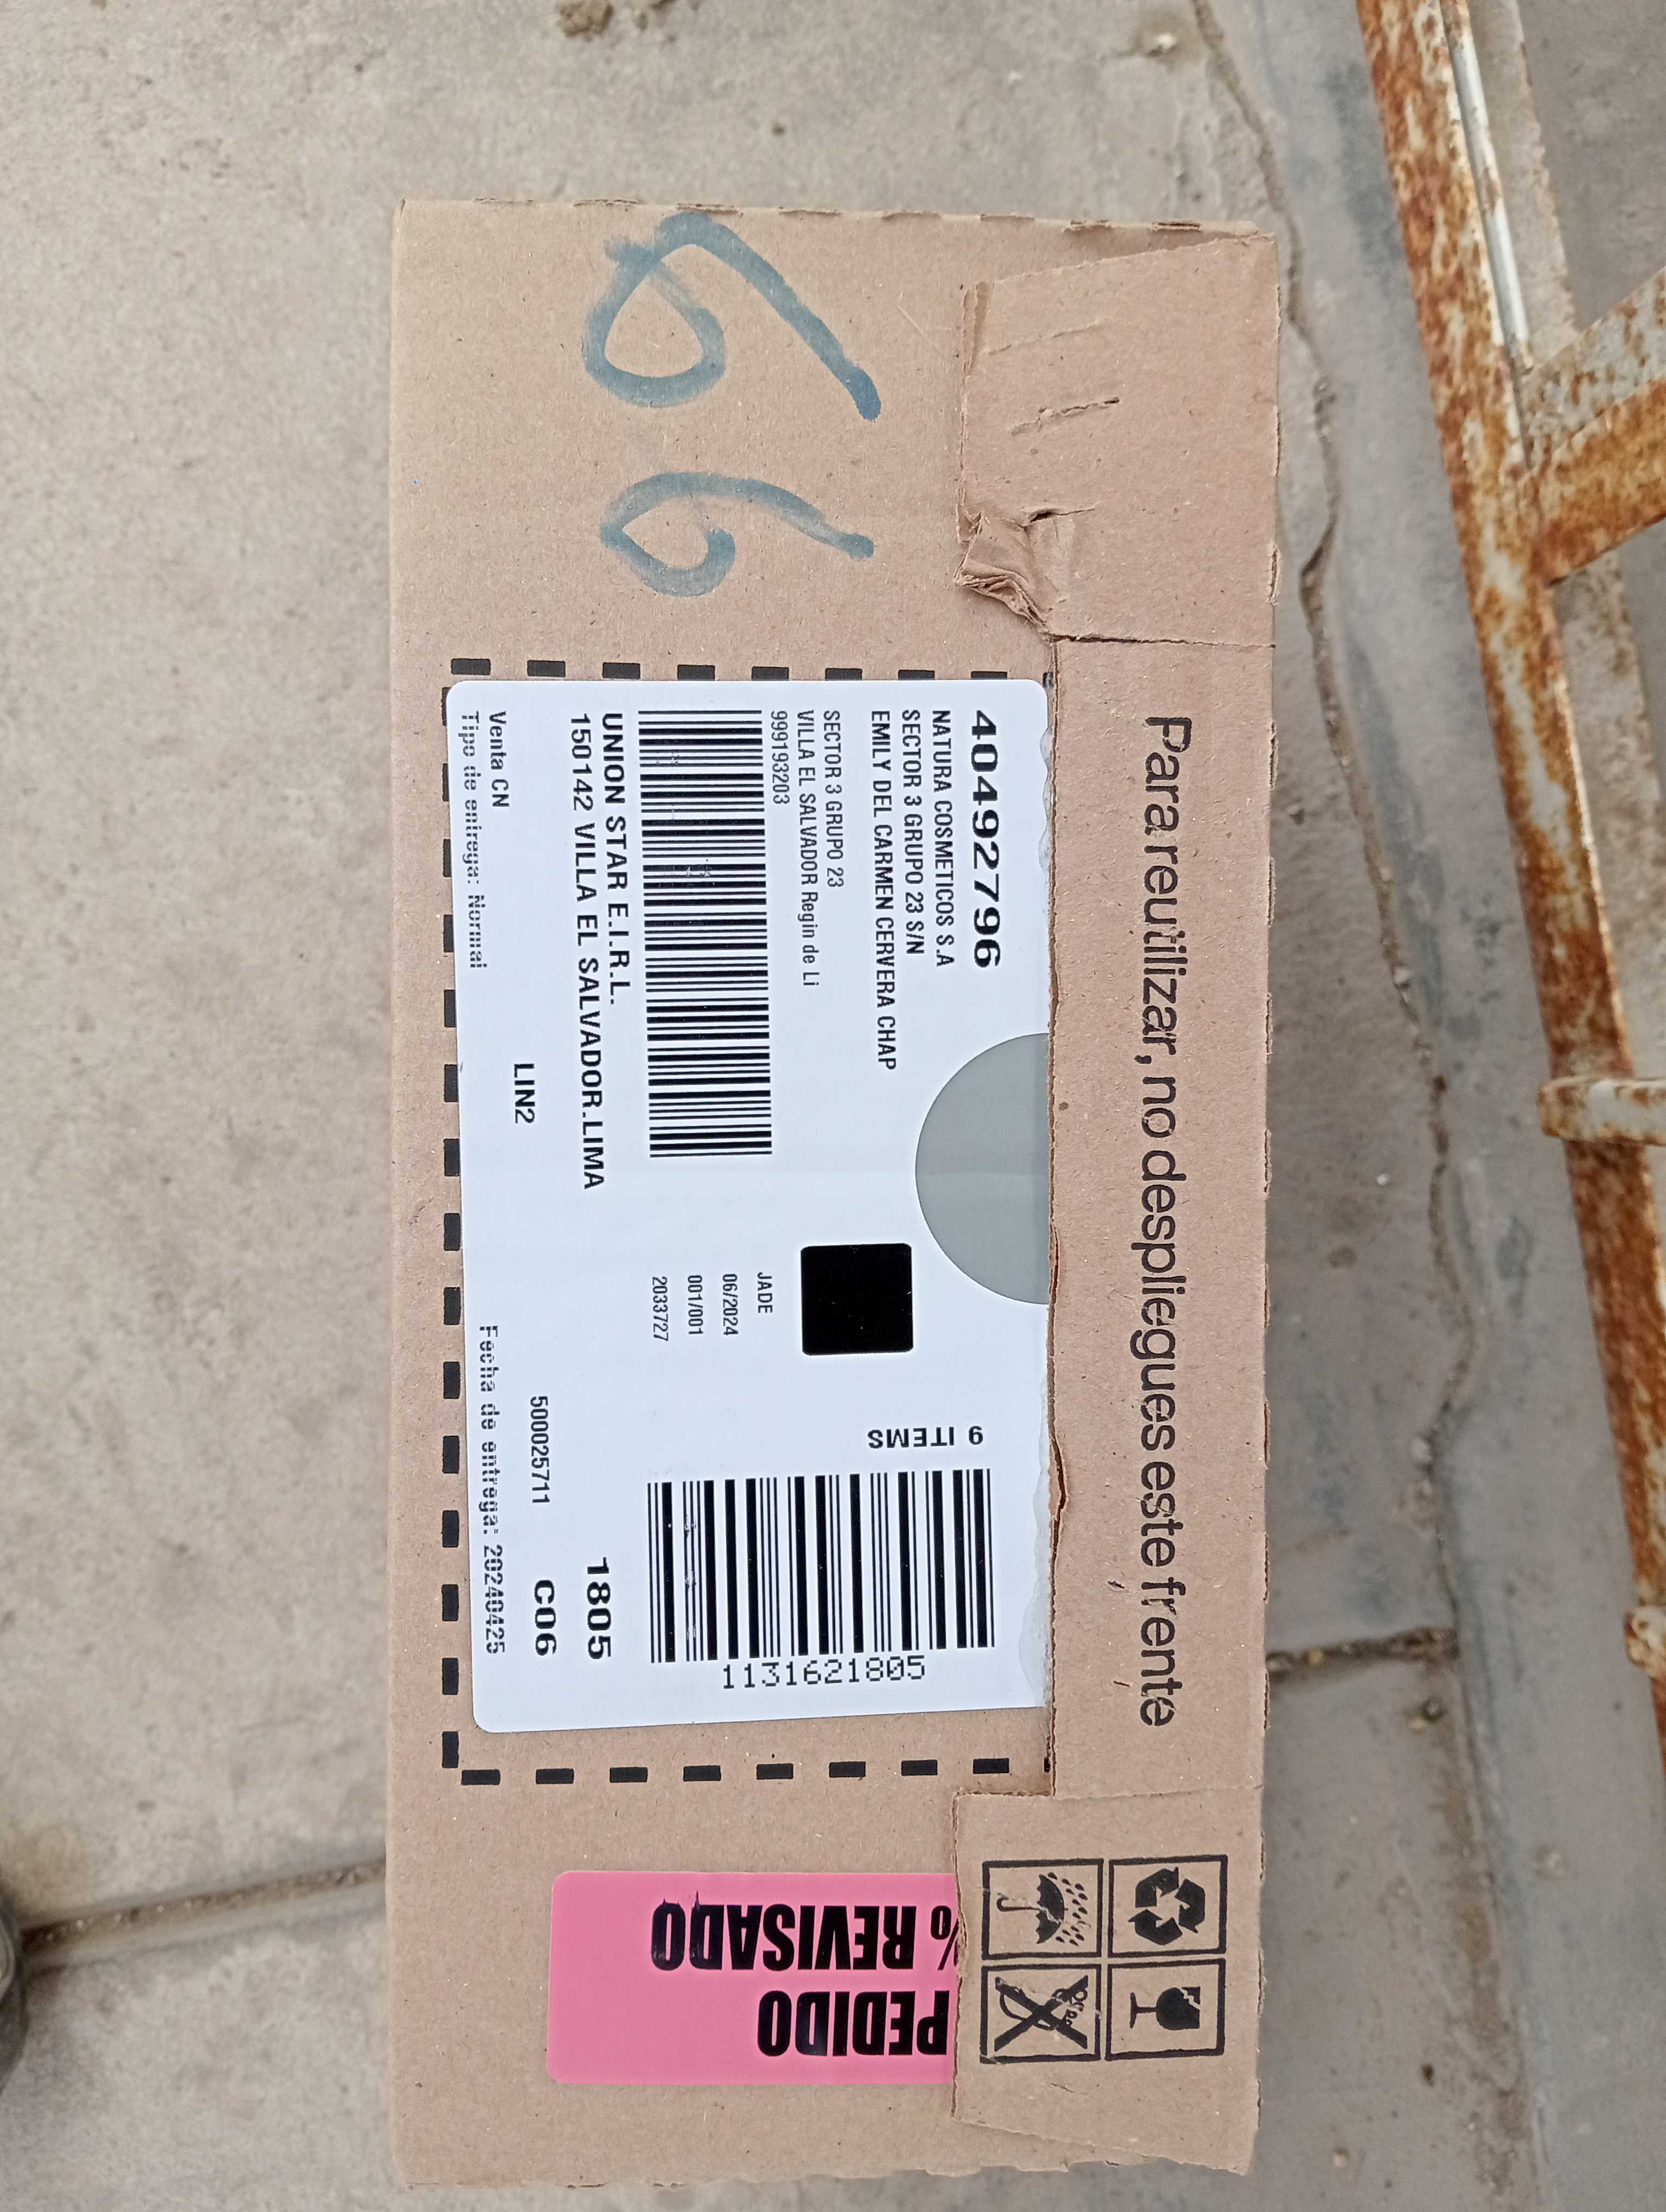 66
Para reutilizar, no despliegues este frente
404927796
NATURA COSMETICOS S.A
SECTOR 3 GRUPO 23 S/N
EMILY DEL CARMEN CERVERA CHAP
SECTOR 3 GRUPO 23
VILLA EL SALVADOR Regin de Li
999193203
UNION STAR E.I.R.L.
150142 VILLA EL SALVADOR.LIMA
LIN2
Venta CN
Tipo de entrega: Normal
JADE
06/2024
001/001
2033727
9 ITEMS
1131621805
1805
500025711
C06
Fecha de entrega: 20240425
PEDIDO
% REVISADO